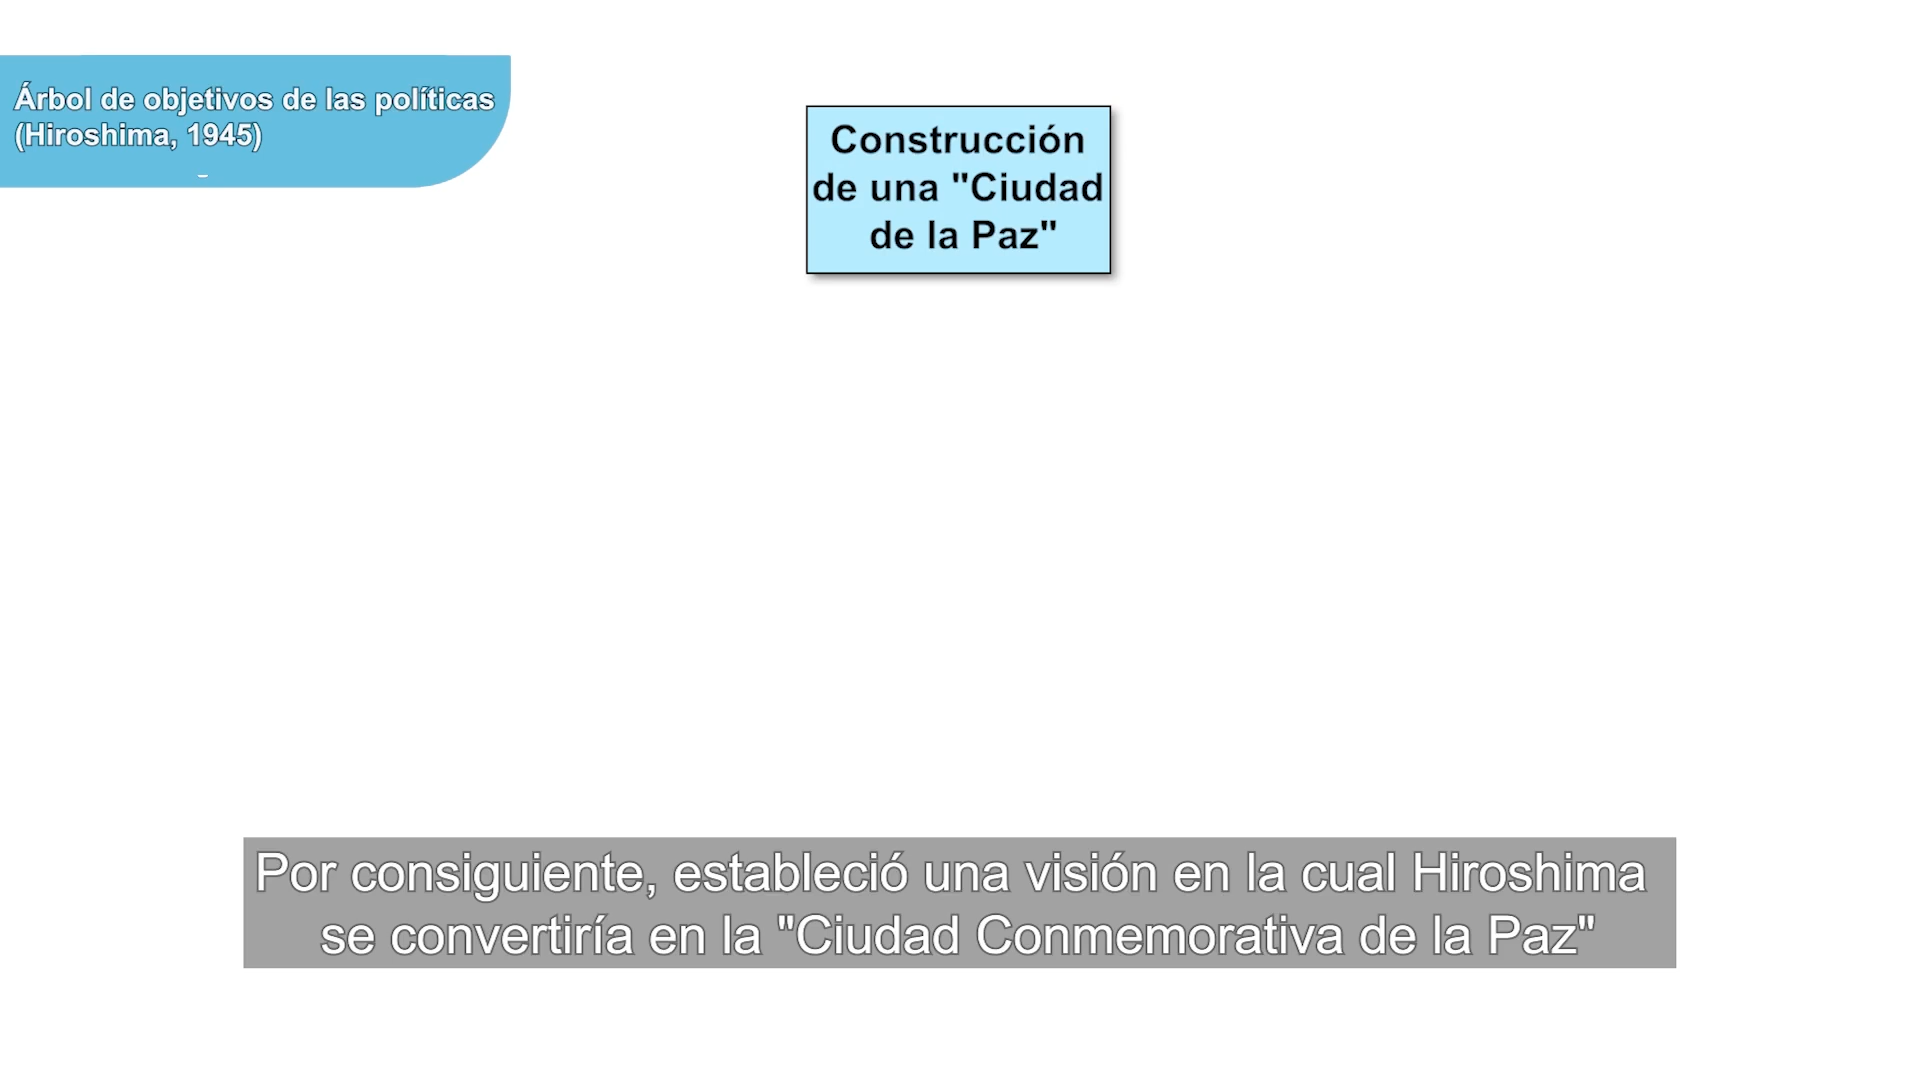 Árbol de objetivos de las políticas
(Hiroshima, 1945)
Construcción
de una "Ciudad
de la Paz"
Por consiguiente, estableció una visión en la cual Hiroshima
se convertiría en la "Ciudad Conmemorativa de la Paz"